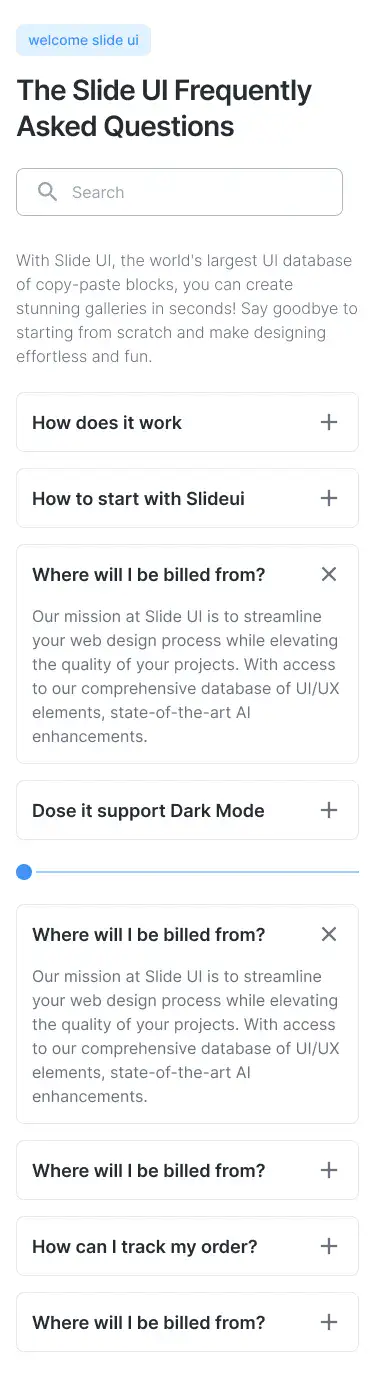 welcome slide ui
The Slide UI Frequently
Asked Questions
Search
With Slide UI, the world's largest UI database
of copy-paste blocks, you can create
stunning galleries in seconds! Say goodbye to
starting from scratch and make designing
effortless and fun.
How does it work
How to start with Slideui
Where will I be billed from?
Our mission at Slide UI is to streamline
your web design process while elevating
the quality of your projects. With access
to our comprehensive database of UI/UX
elements, state-of-the-art AI
enhancements.
Dose it support Dark Mode
Where will I be billed from?
Our mission at Slide UI is to streamline
your web design process while elevating
the quality of your projects. With access
to our comprehensive database of UI/UX
elements, state-of-the-art AI
enhancements.
Where will I be billed from?
How can I track my order?
Where will I be billed from?